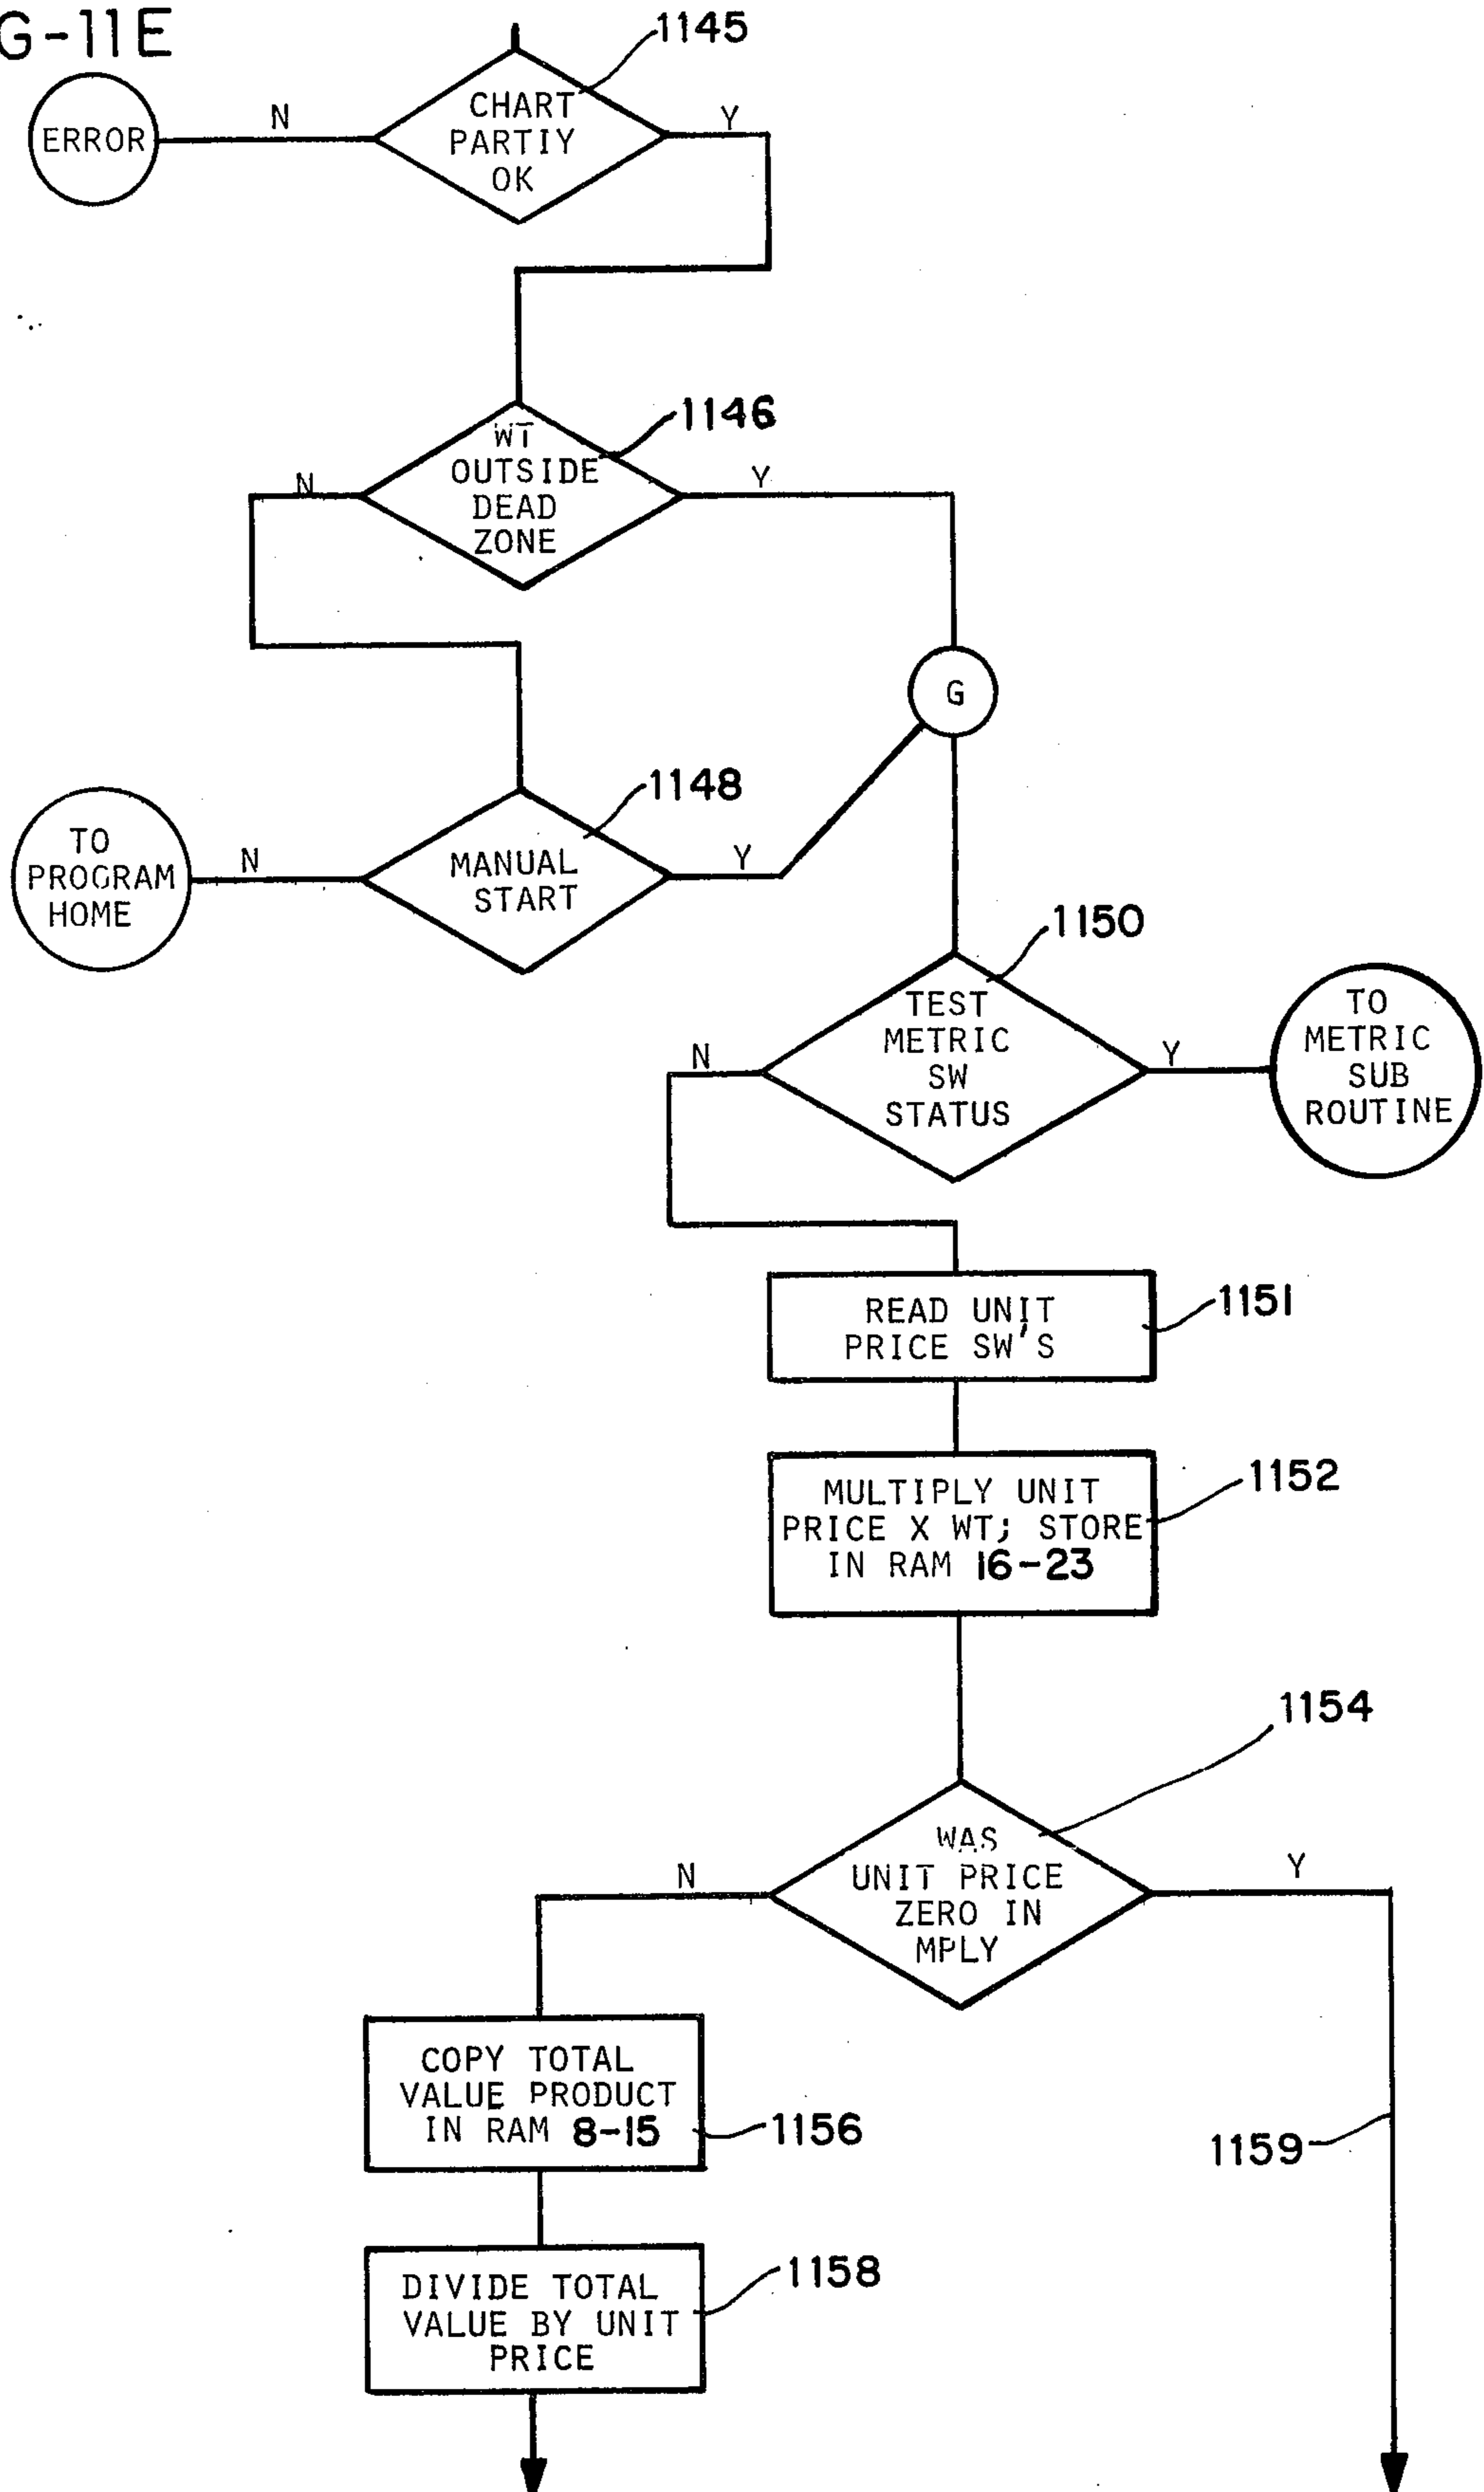 G-11E
1145
CHART
PARTIY
OK
N
Y
ERROR
1146
WT
OUTSIDE
DEAD
ZONE
N
Y
G
1148
MANUAL
START
N
Y
TO
PROGRAM
HOME
1150
TEST
METRIC
SW
STATUS
N
Y
TO
METRIC
SUB
ROUTINE
READ UNIT
PRICE SW'S
1151
MULTIPLY UNIT
PRICE X WT; STORE
IN RAM 16-23
1152
1154
WAS
UNIT PRICE
ZERO IN
MPLY
N
Y
COPY TOTAL
VALUE PRODUCT
IN RAM 8-15
1156
1159
DIVIDE TOTAL
VALUE BY UNIT
PRICE
1158